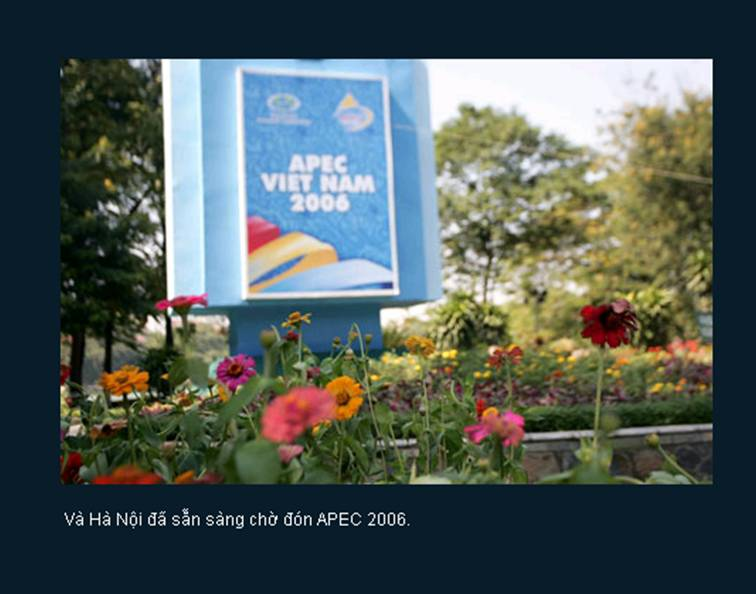 APEC
VIET NAM
2006
Và Hà Nội đã sẵn sàng chờ đón APEC 2006.